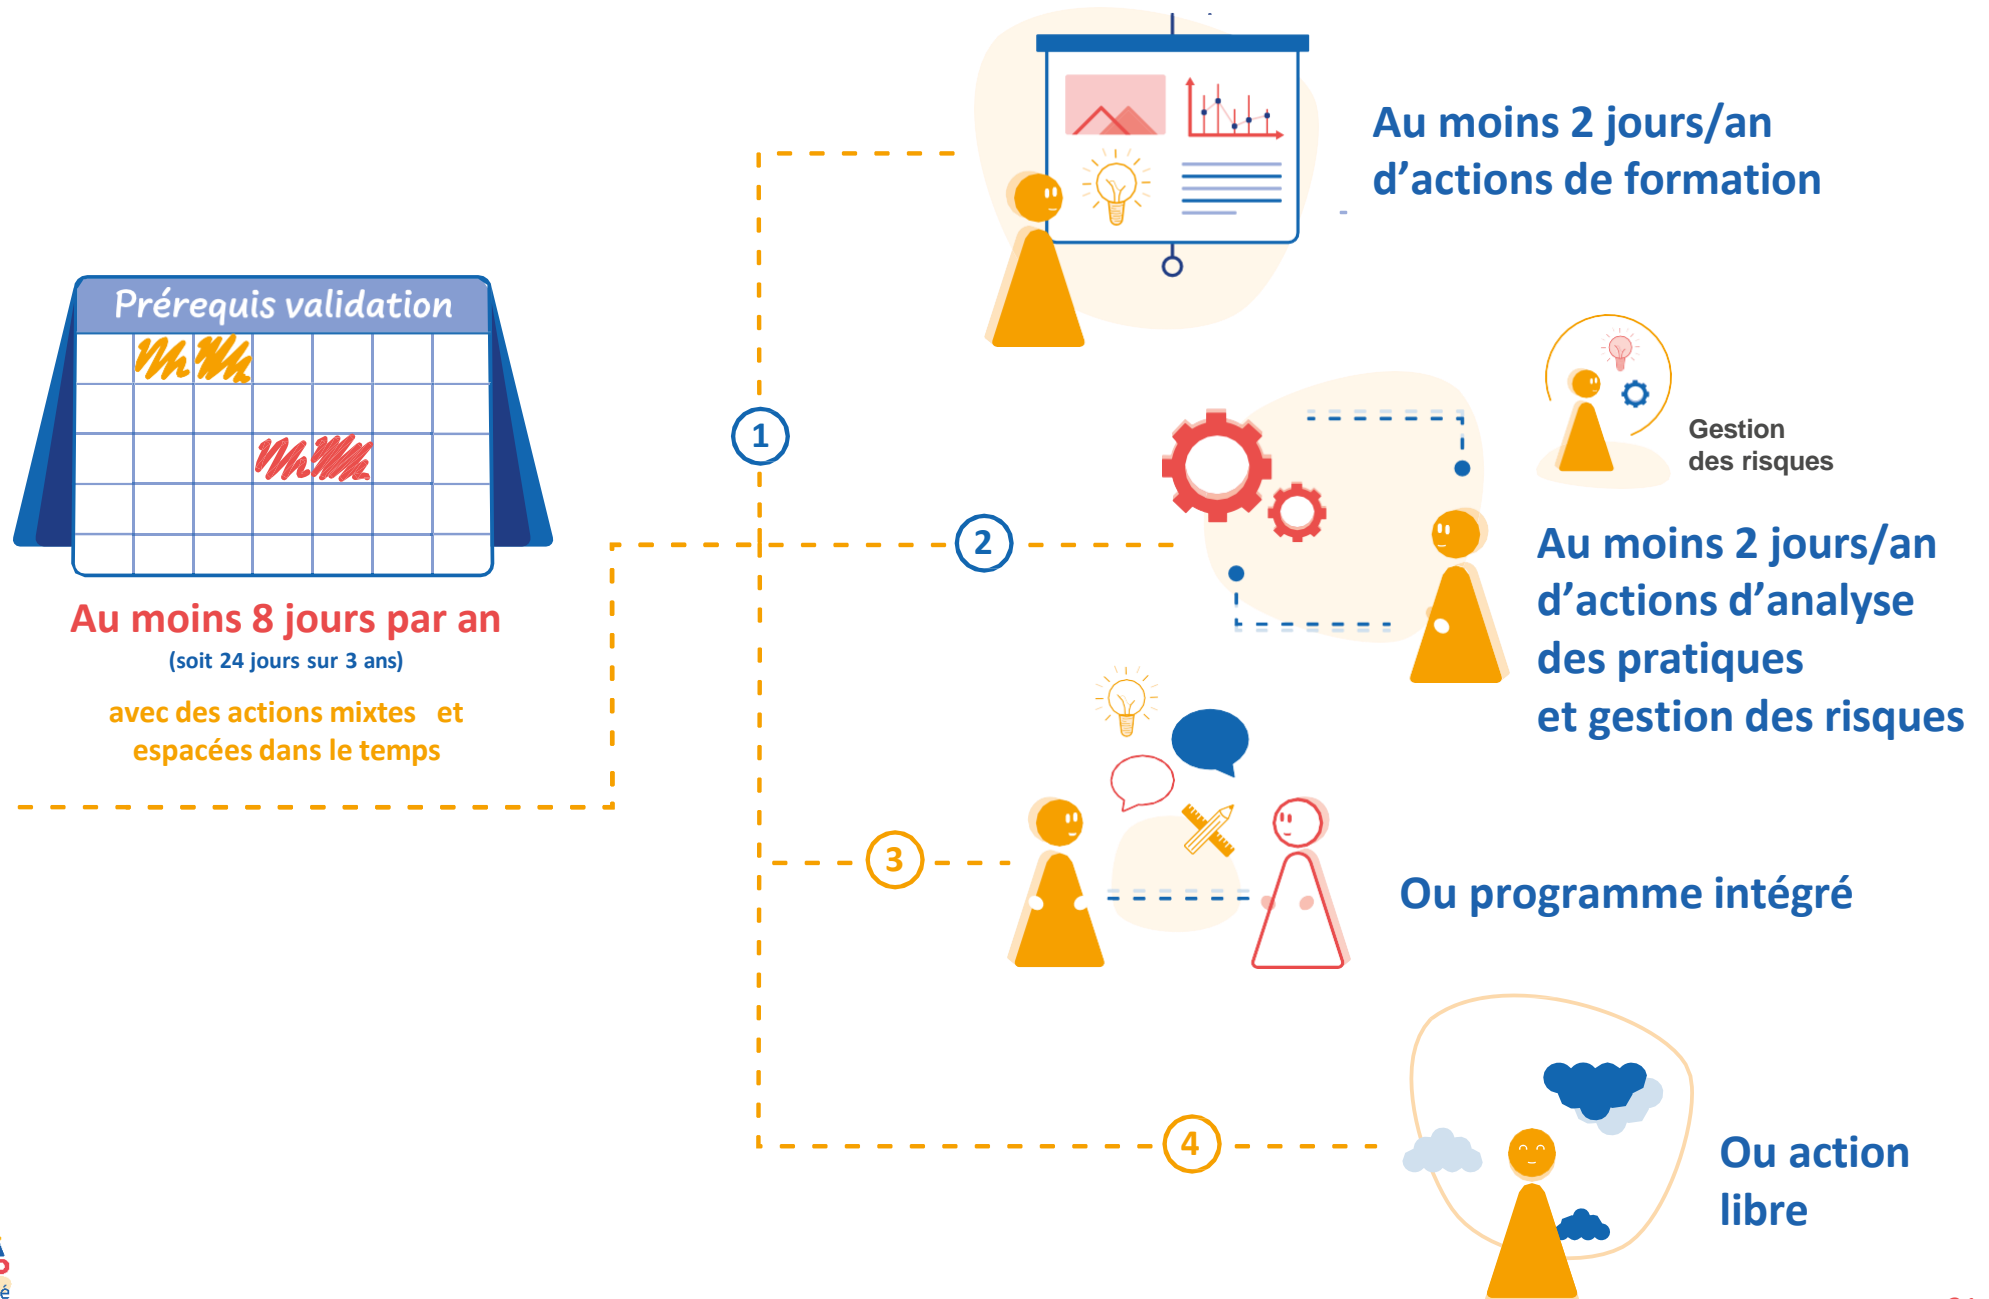 Prérequis validation
Au moins 8 jours par an
(soit 24 jours sur 3 ans)
avec des actions mixtes et
espacées dans le temps
1
Au moins 2 jours/an
d’actions de formation
2
Gestion
des risques
Au moins 2 jours/an
d’actions d’analyse
des pratiques
et gestion des risques
3
Ou programme intégré
4
Ou action
libre